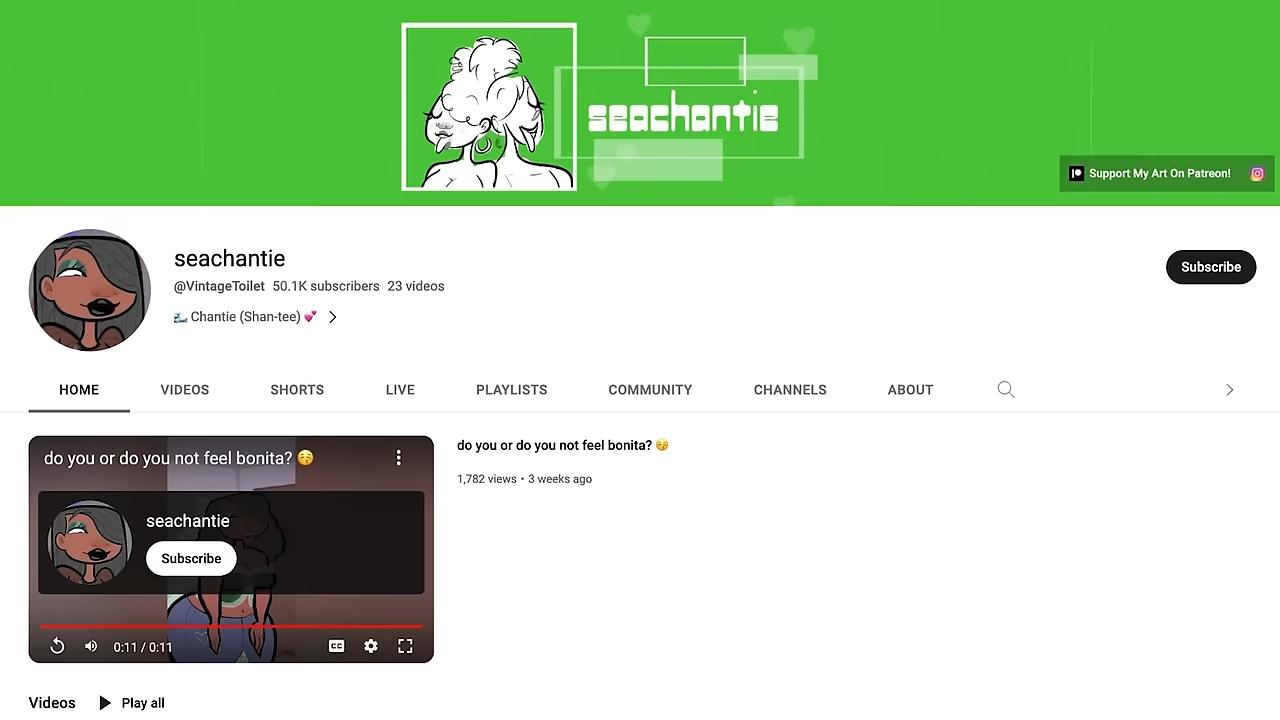 seachantie
Support My Art On Patreon!
seachantie
@VintageToilet 50.1K subscribers 23 videos
👟 Chantie (Shan-tee) 💕
Subscribe
HOME VIDEOS SHORTS LIVE PLAYLISTS COMMUNITY CHANNELS ABOUT
do you or do you not feel bonita? 😚
seachantie
Subscribe
0:11 / 0:11
CC
do you or do you not feel bonita? 😚
1,782 views • 3 weeks ago
Videos Play all